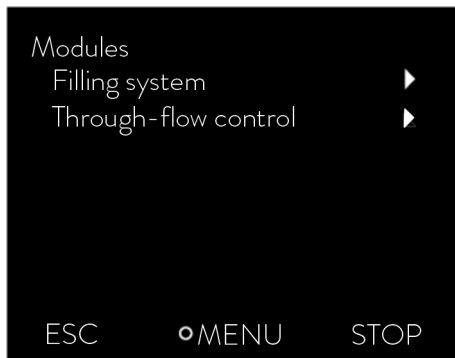 Modules
Filling system
Through-flow control
ESC MENU STOP